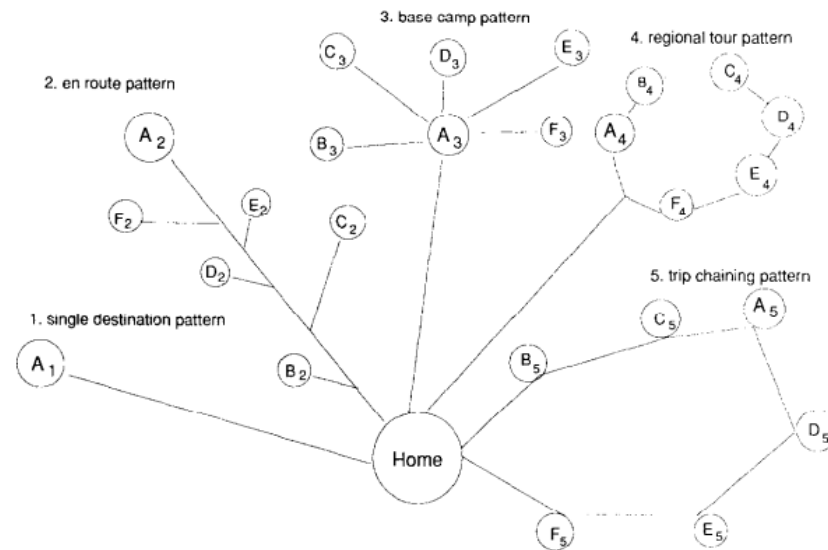 3. base camp pattern
4. regional tour pattern
2. en route pattern
1. single destination pattern
5. trip chaining pattern
A1
A2
B2
C2
D2
E2
F2
A3
B3
C3
D3
E3
F3
A4
B4
C4
D4
E4
F4
A5
B5
C5
D5
E5
F5
Home